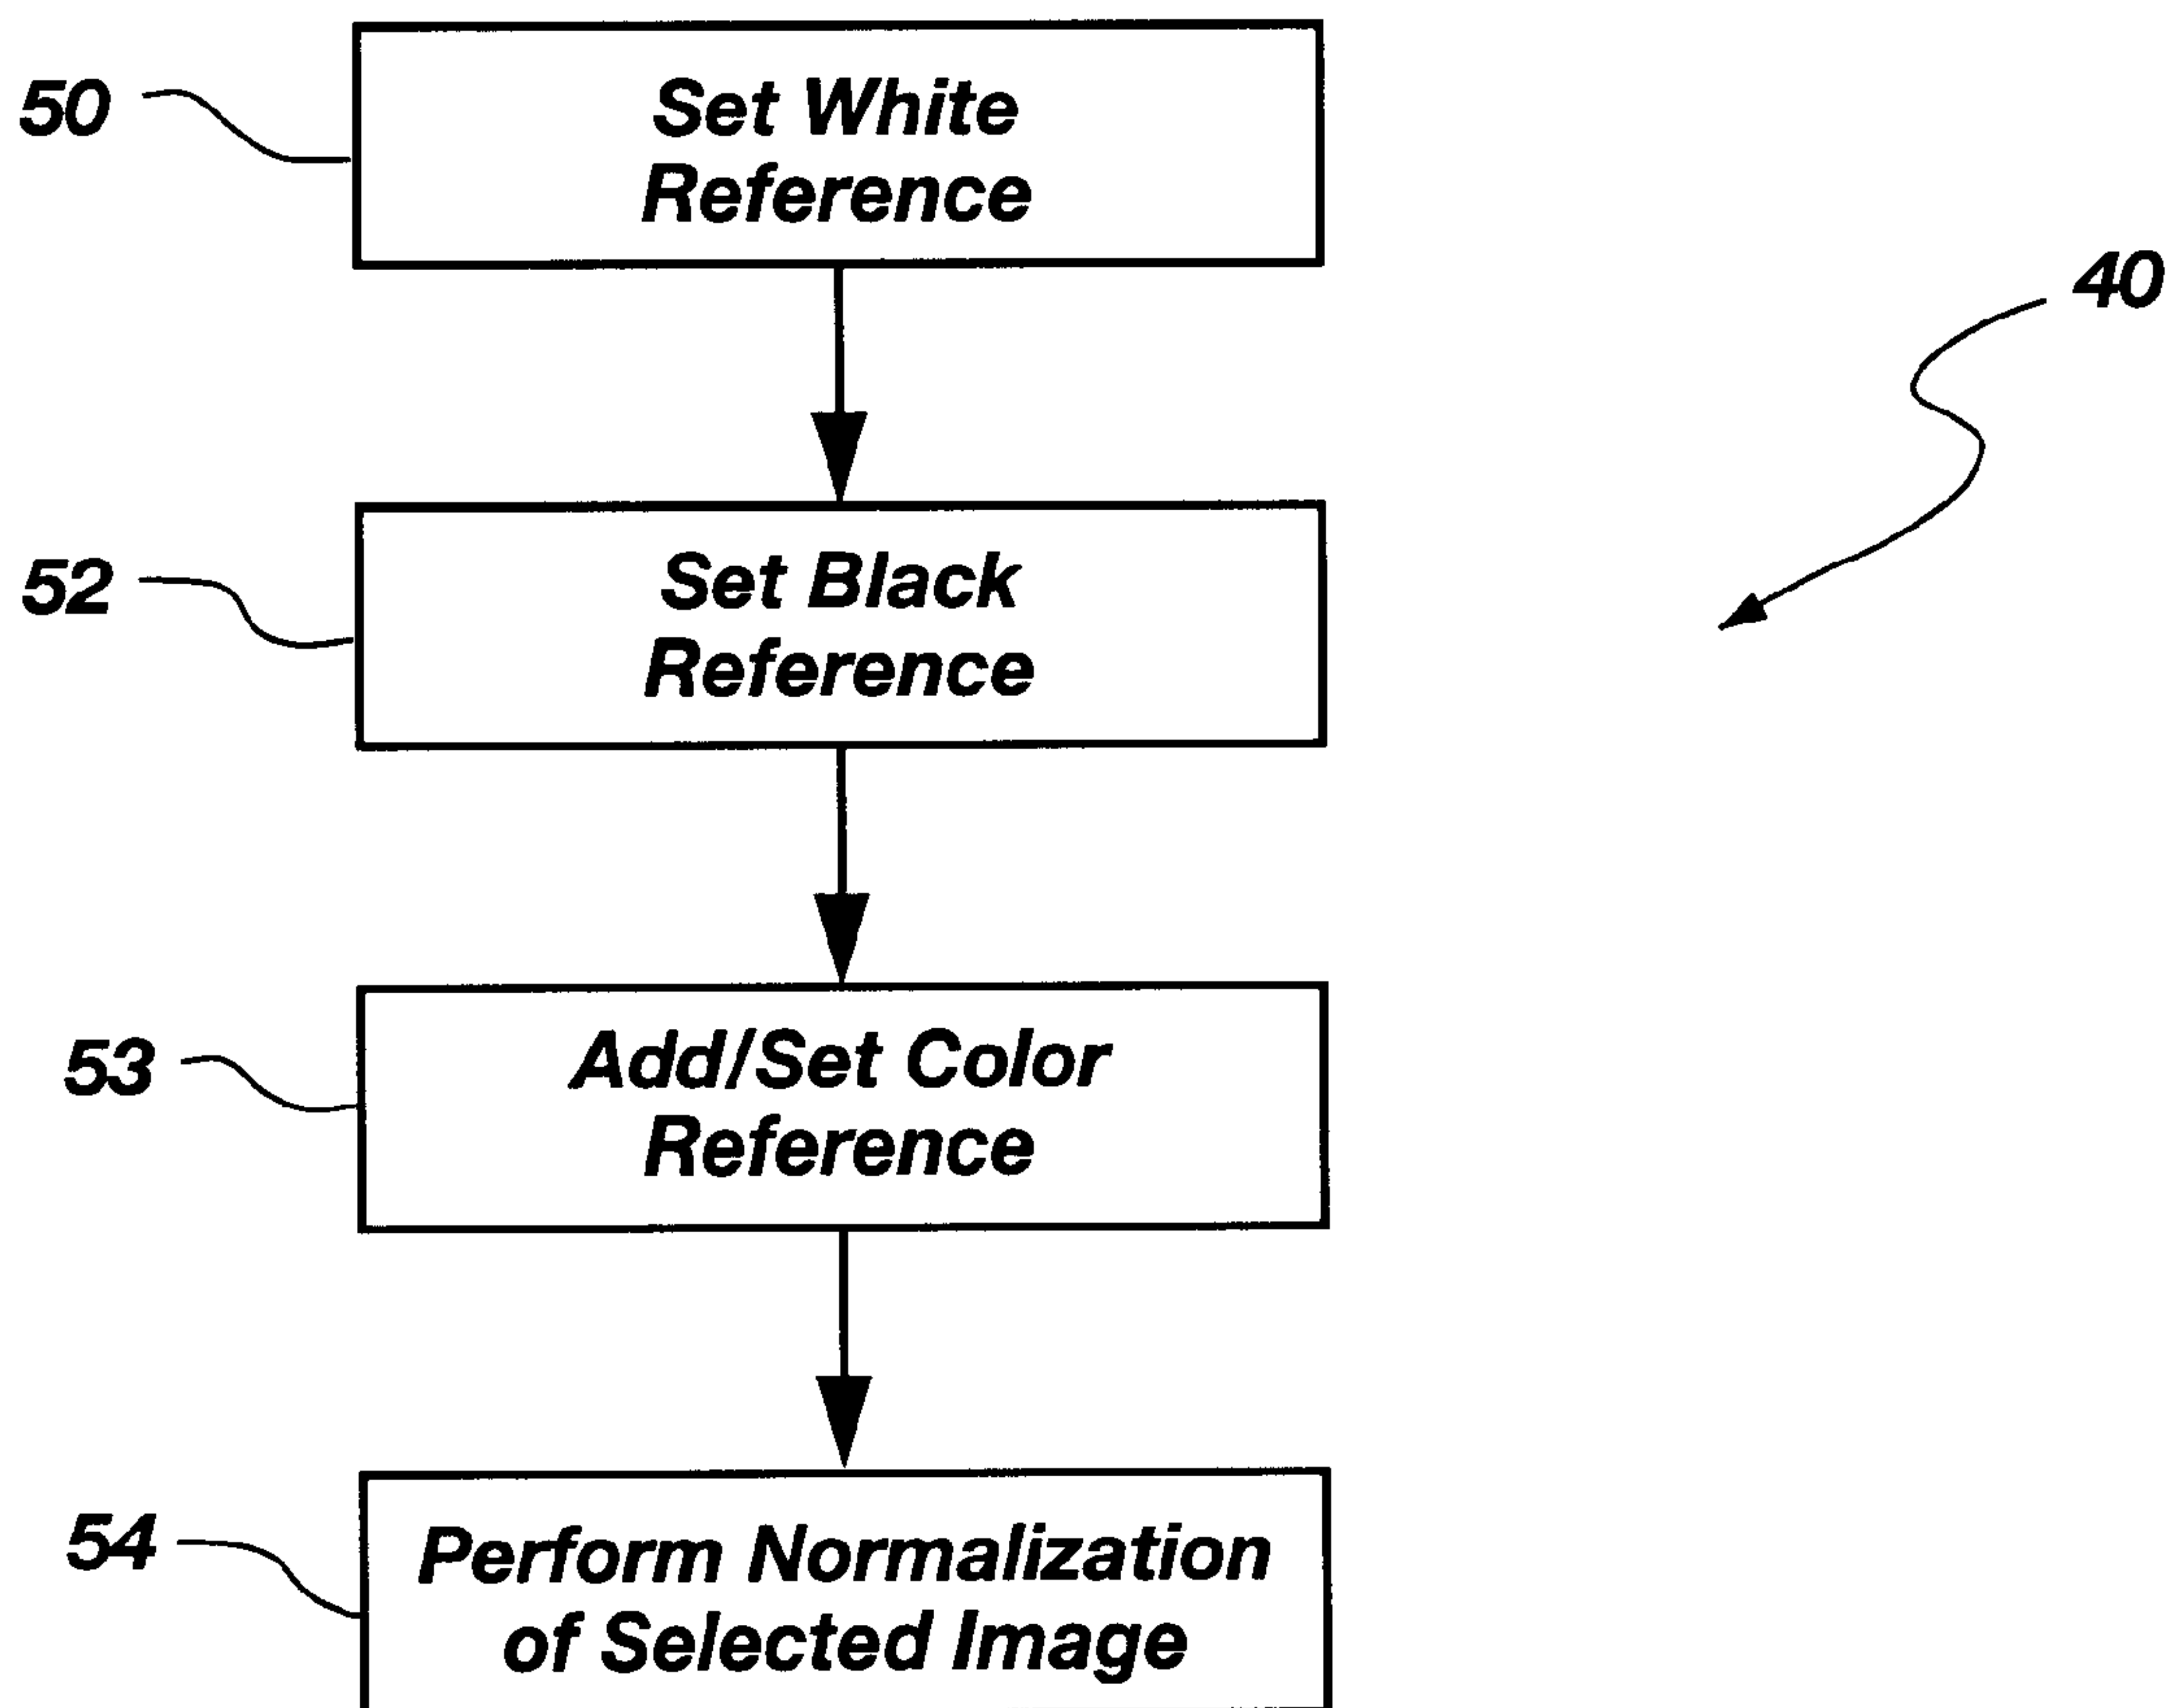 50
Set White
Reference
40
52
Set Black
Reference
53
Add/Set Color
Reference
54
Perform Normalization
of Selected Image